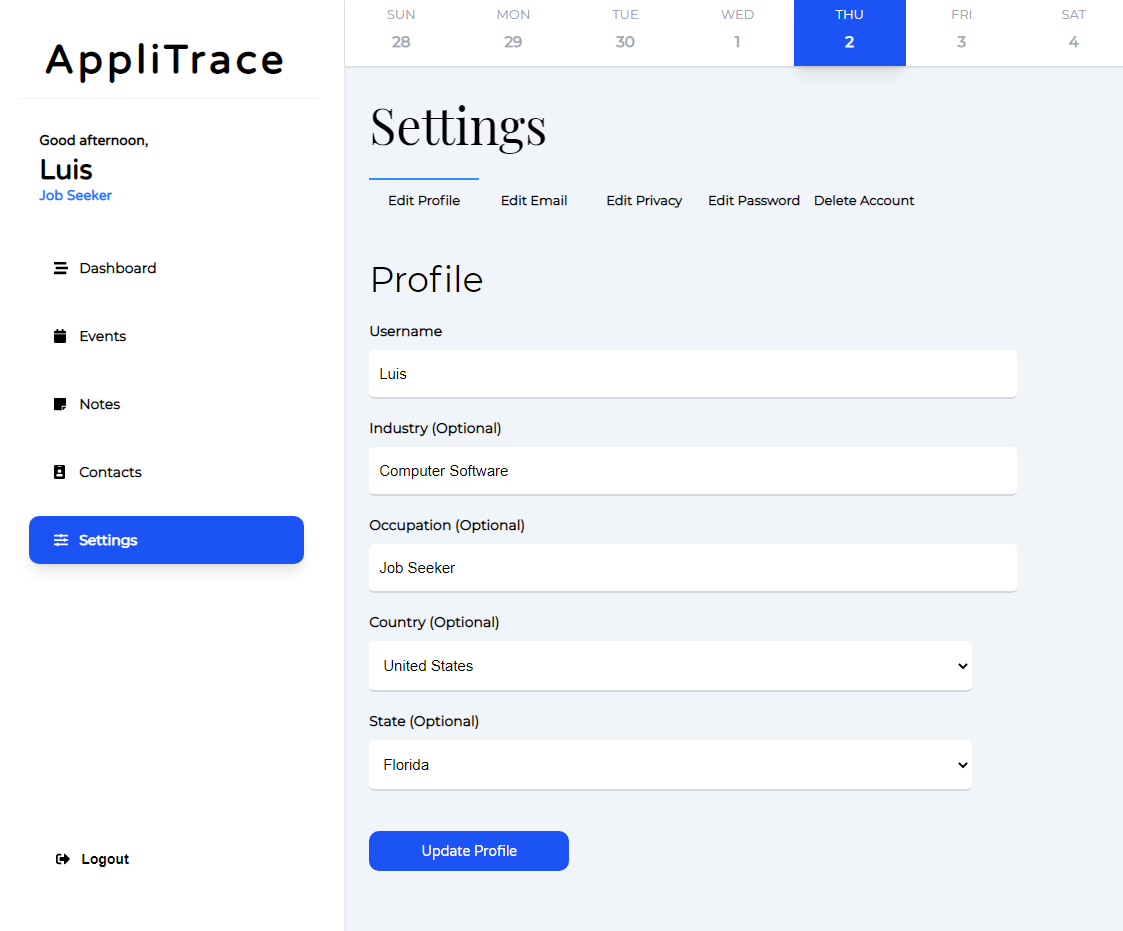 AppliTrace
Good afternoon,
Luis
Job Seeker
Dashboard
Events
Notes
Contacts
Settings
Logout
SUN MON TUE WED THU FRI SAT
28 29 30 1 2 3 4
Settings
Edit Profile Edit Email Edit Privacy Edit Password Delete Account
Profile
Username
Luis
Industry (Optional)
Computer Software
Occupation (Optional)
Job Seeker
Country (Optional)
United States
State (Optional)
Florida
Update Profile